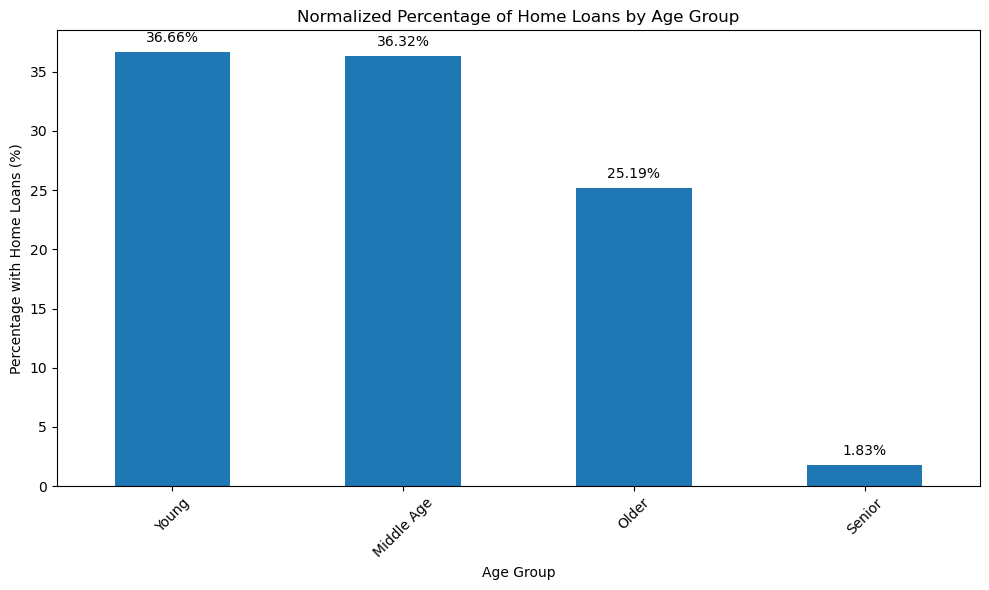 Normalized Percentage of Home Loans by Age Group
36.66%
36.32%
25.19%
1.83%
Percentage with Home Loans (%)
35
30
25
20
15
10
5
0
Young
Middle Age
Older
Senior
Age Group